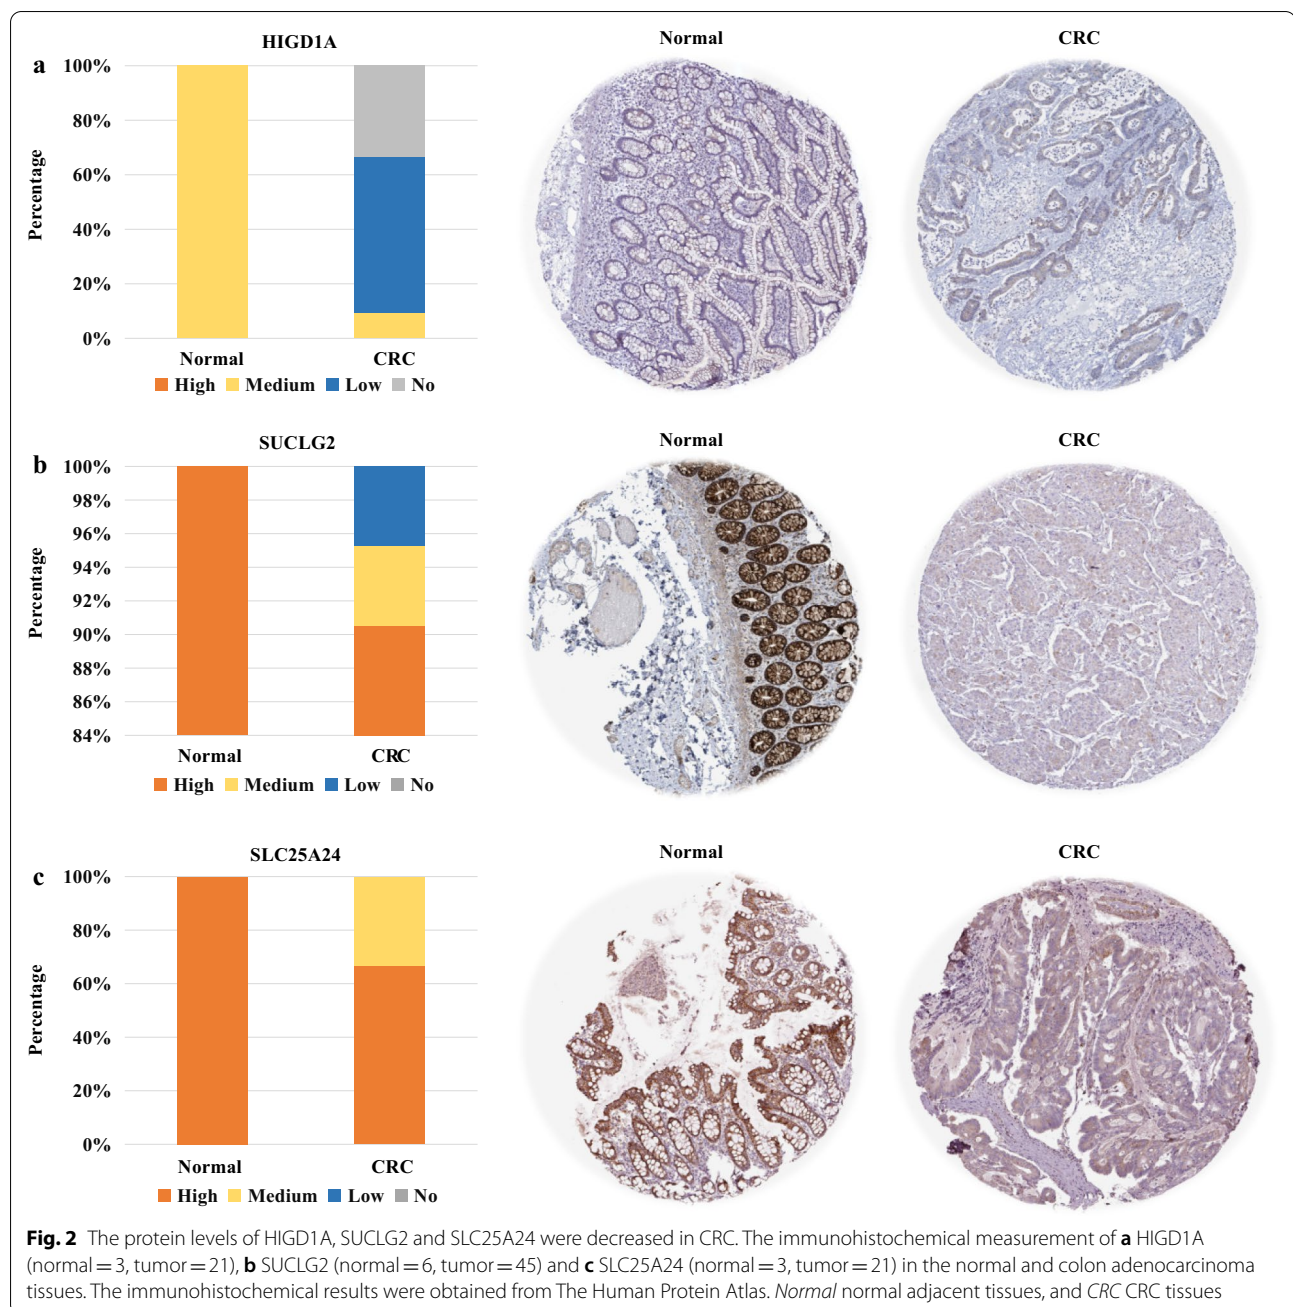 HIGD1A
Normal
CRC
a
100%
80%
60%
40%
20%
0%
Percentage
Normal
CRC
High Medium Low No
SUCLG2
Normal
CRC
b
100%
98%
96%
94%
92%
90%
88%
86%
84%
Percentage
Normal
CRC
High Medium Low No
SLC25A24
Normal
CRC
c
100%
80%
60%
40%
20%
0%
Percentage
Normal
CRC
High Medium Low No
Fig. 2 The protein levels of HIGD1A, SUCLG2 and SLC25A24 were decreased in CRC. The immunohistochemical measurement of a HIGD1A
(normal = 3, tumor = 21), b SUCLG2 (normal = 6, tumor = 45) and c SLC25A24 (normal = 3, tumor = 21) in the normal and colon adenocarcinoma
tissues. The immunohistochemical results were obtained from The Human Protein Atlas. Normal normal adjacent tissues, and CRC CRC tissues